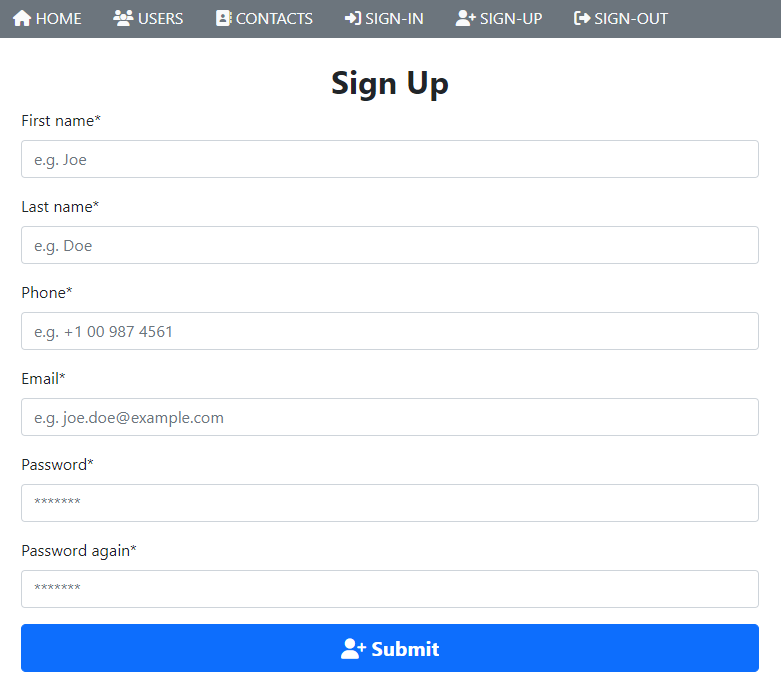 HOME USERS CONTACTS SIGN-IN SIGN-UP SIGN-OUT
Sign Up
First name*
e.g. Joe
Last name*
e.g. Doe
Phone*
e.g. +1 00 987 4561
Email*
e.g. joe.doe@example.com
Password*
*******
Password again*
*******
Submit